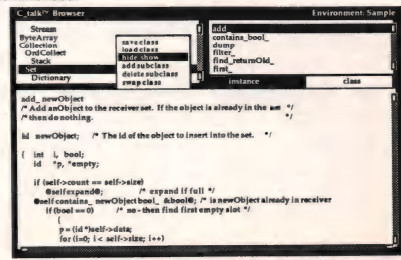 C_talk™ Browser
Environment: Sample
Stream
ByteArray
Collection
OrdCollect
Stack
Set
Dictionary
save class
load class
hide show
add subclass
delete subclass
swap class
add_
contains_bool_
dump
filter_
find_returnOld_
first_
instance
class
add_ newObject
/* Add anObject to the receiver set. If the object is already in the set */
/* then do nothing. */
id newObject; /* The id of the object to insert into the set. */
{ int i, bool;
id *p, *empty;
if (self->count == self->size)
@self expand@; /* expand if full */
@self contains_ newObject bool_ &bool@; /* is newObject already in receiver
if (bool == 0) /* no - then find first empty slot */
{
p = (id *)self->data;
for (i=0; i < self->size; i++)